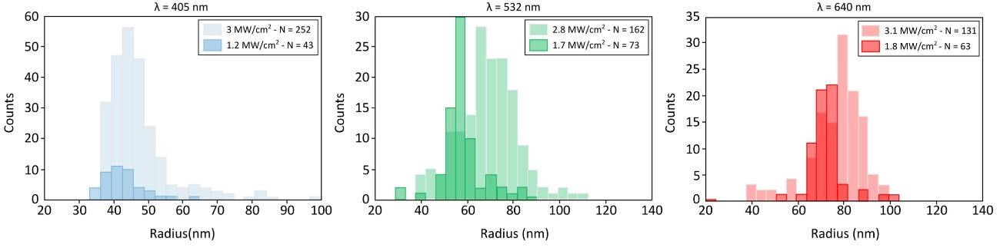 λ = 405 nm
60
50
40
30
20
10
0
Counts
3 MW/cm² - N = 252
1.2 MW/cm² - N = 43
20 30 40 50 60 70 80 90 100
Radius(nm)
λ = 532 nm
30
25
20
15
10
5
0
Counts
2.8 MW/cm² - N = 162
1.7 MW/cm² - N = 73
20 40 60 80 100 120 140
Radius (nm)
λ = 640 nm
35
30
25
20
15
10
5
0
Counts
3.1 MW/cm² - N = 131
1.8 MW/cm² - N = 63
20 40 60 80 100 120 140
Radius (nm)